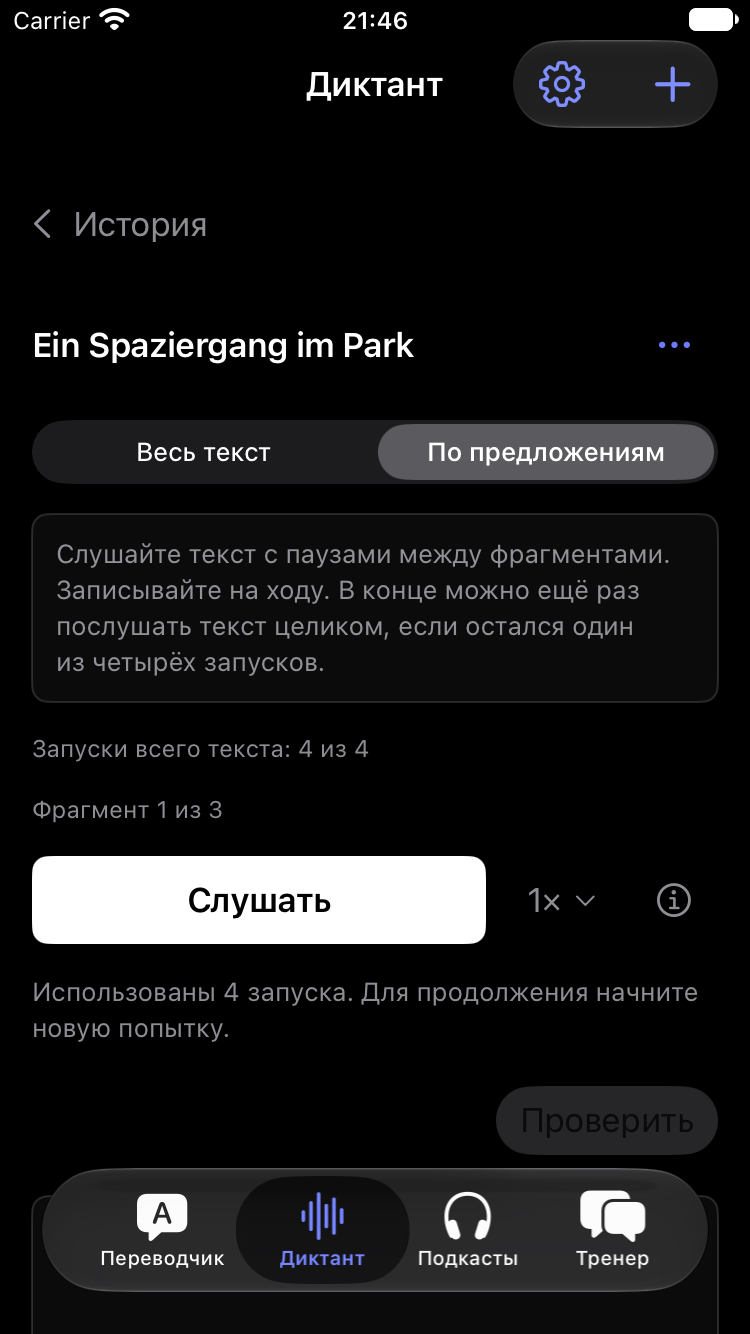 Carrier 21:46
Диктант
История
Ein Spaziergang im Park
Весь текст
По предложениям
Слушайте текст с паузами между фрагментами.
Записывайте на ходу. В конце можно ещё раз
послушать текст целиком, если остался один
из четырёх запусков.
Запуски всего текста: 4 из 4
Фрагмент 1 из 3
Слушать
1×
Использованы 4 запуска. Для продолжения начните
новую попытку.
Проверить
A
Переводчик
Диктант
Подкасты
Тренер